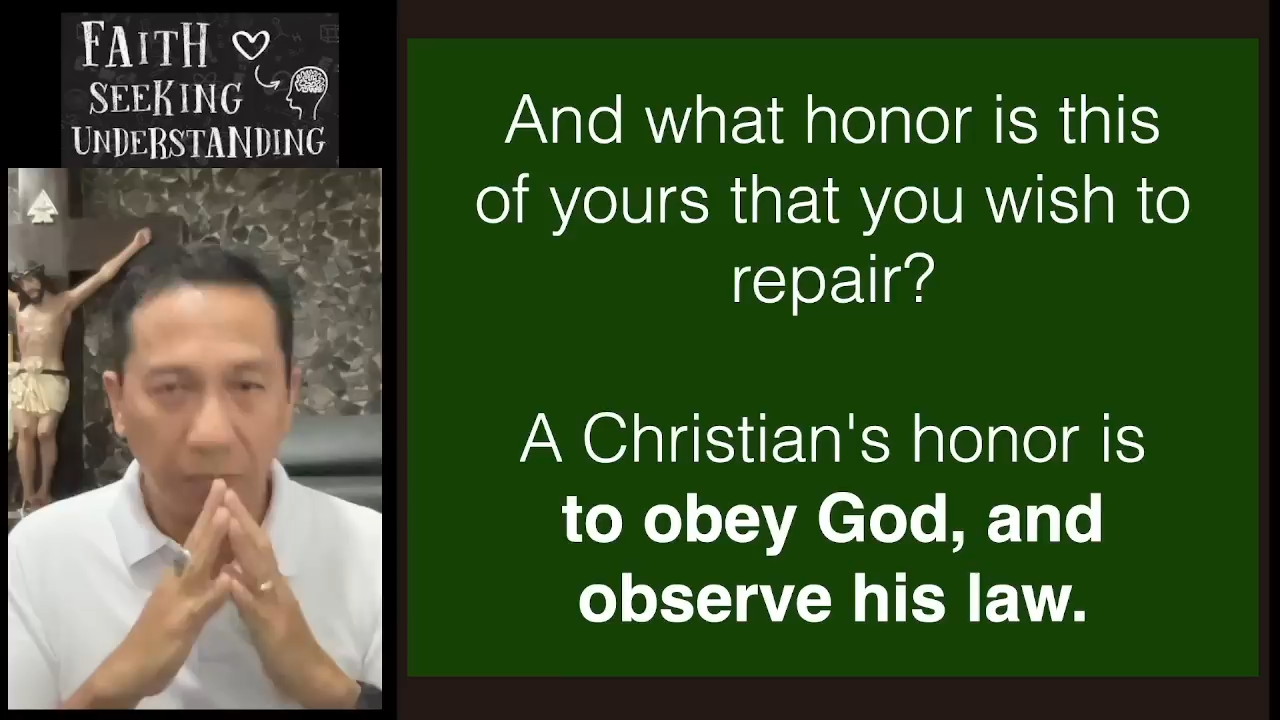 FAITH
SEEKING
UNDERSTANDING
And what honor is this
of yours that you wish to
repair?
A Christian's honor is
to obey God, and
observe his law.